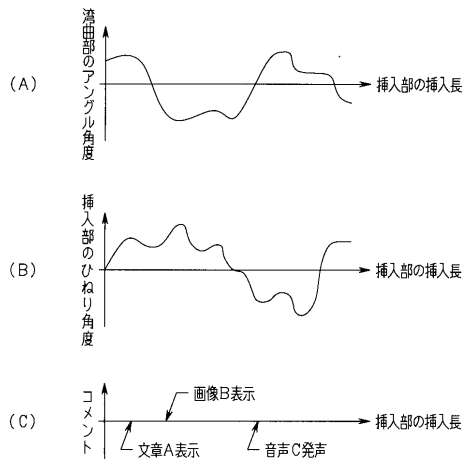 (A)
湾曲部のアングル角度
挿入部の挿入長
(B)
挿入部のひねり角度
挿入部の挿入長
(C)
コメント
画像B表示
挿入部の挿入長
文章A表示
音声C発声